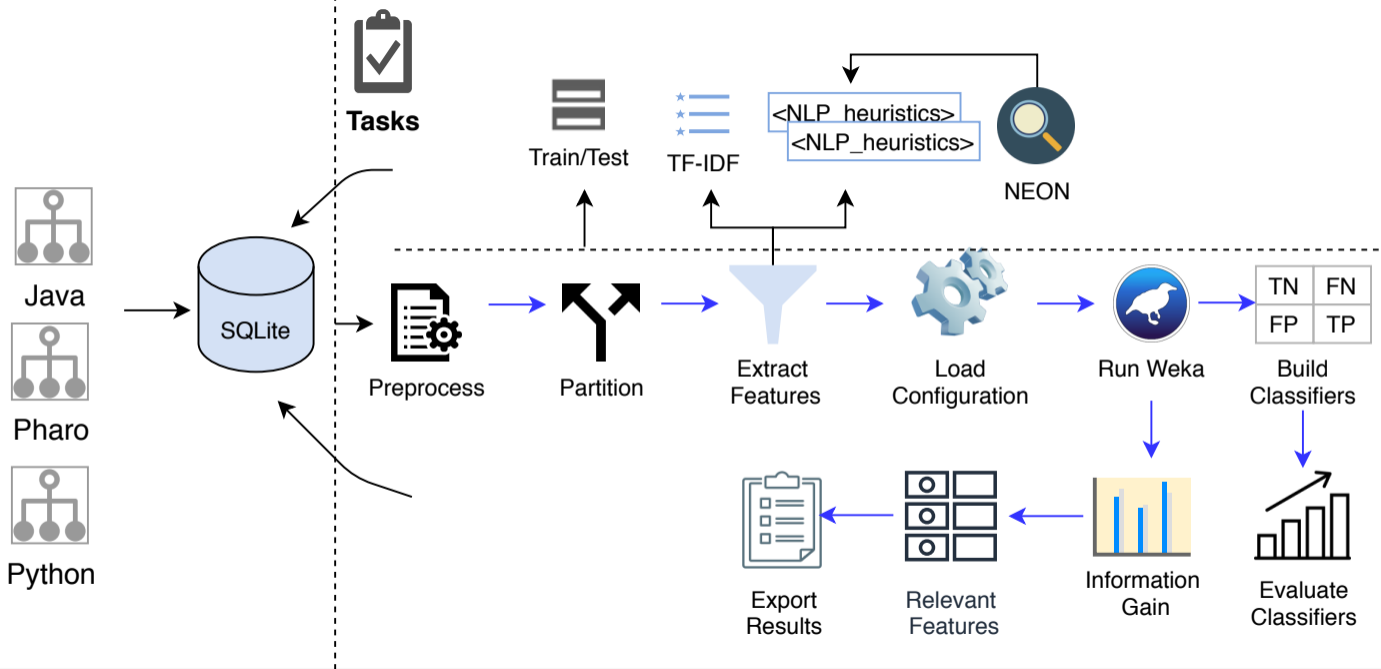 Tasks
Train/Test
TF-IDF
<NLP_heuristics>
<NLP_heuristics>
NEON
Java
Pharo
Python
SQLite
Preprocess
Partition
Extract
Features
Load
Configuration
Run Weka
TN FN
FP TP
Build
Classifiers
Export
Results
Relevant
Features
Information
Gain
Evaluate
Classifiers